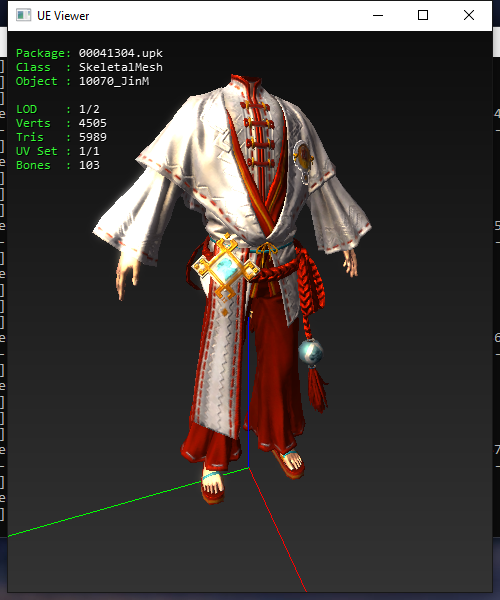 UE Viewer
Package: 00041304.upk
Class : SkeletalMesh
Object : 10070_JinM
LOD : 1/2
Verts : 4505
Tris : 5989
UV Set : 1/1
Bones : 103